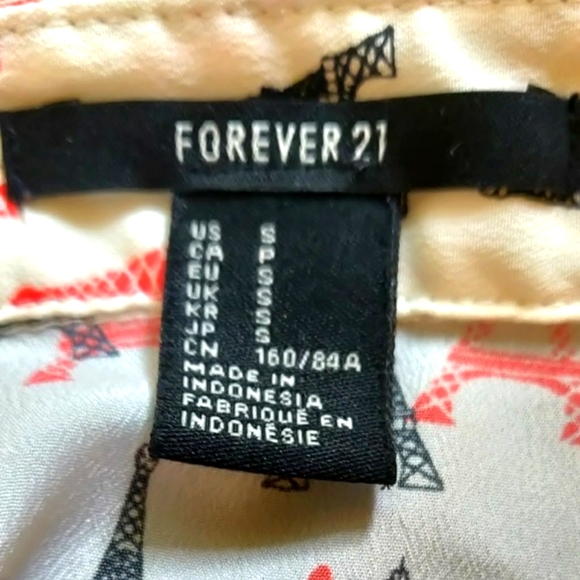 FOREVER 21
US S
CA P
EU S
UK S
KR S
JP S
CN 160/84A
MADE IN
INDONESIA
FABRIQUÉ EN
INDONÉSIE